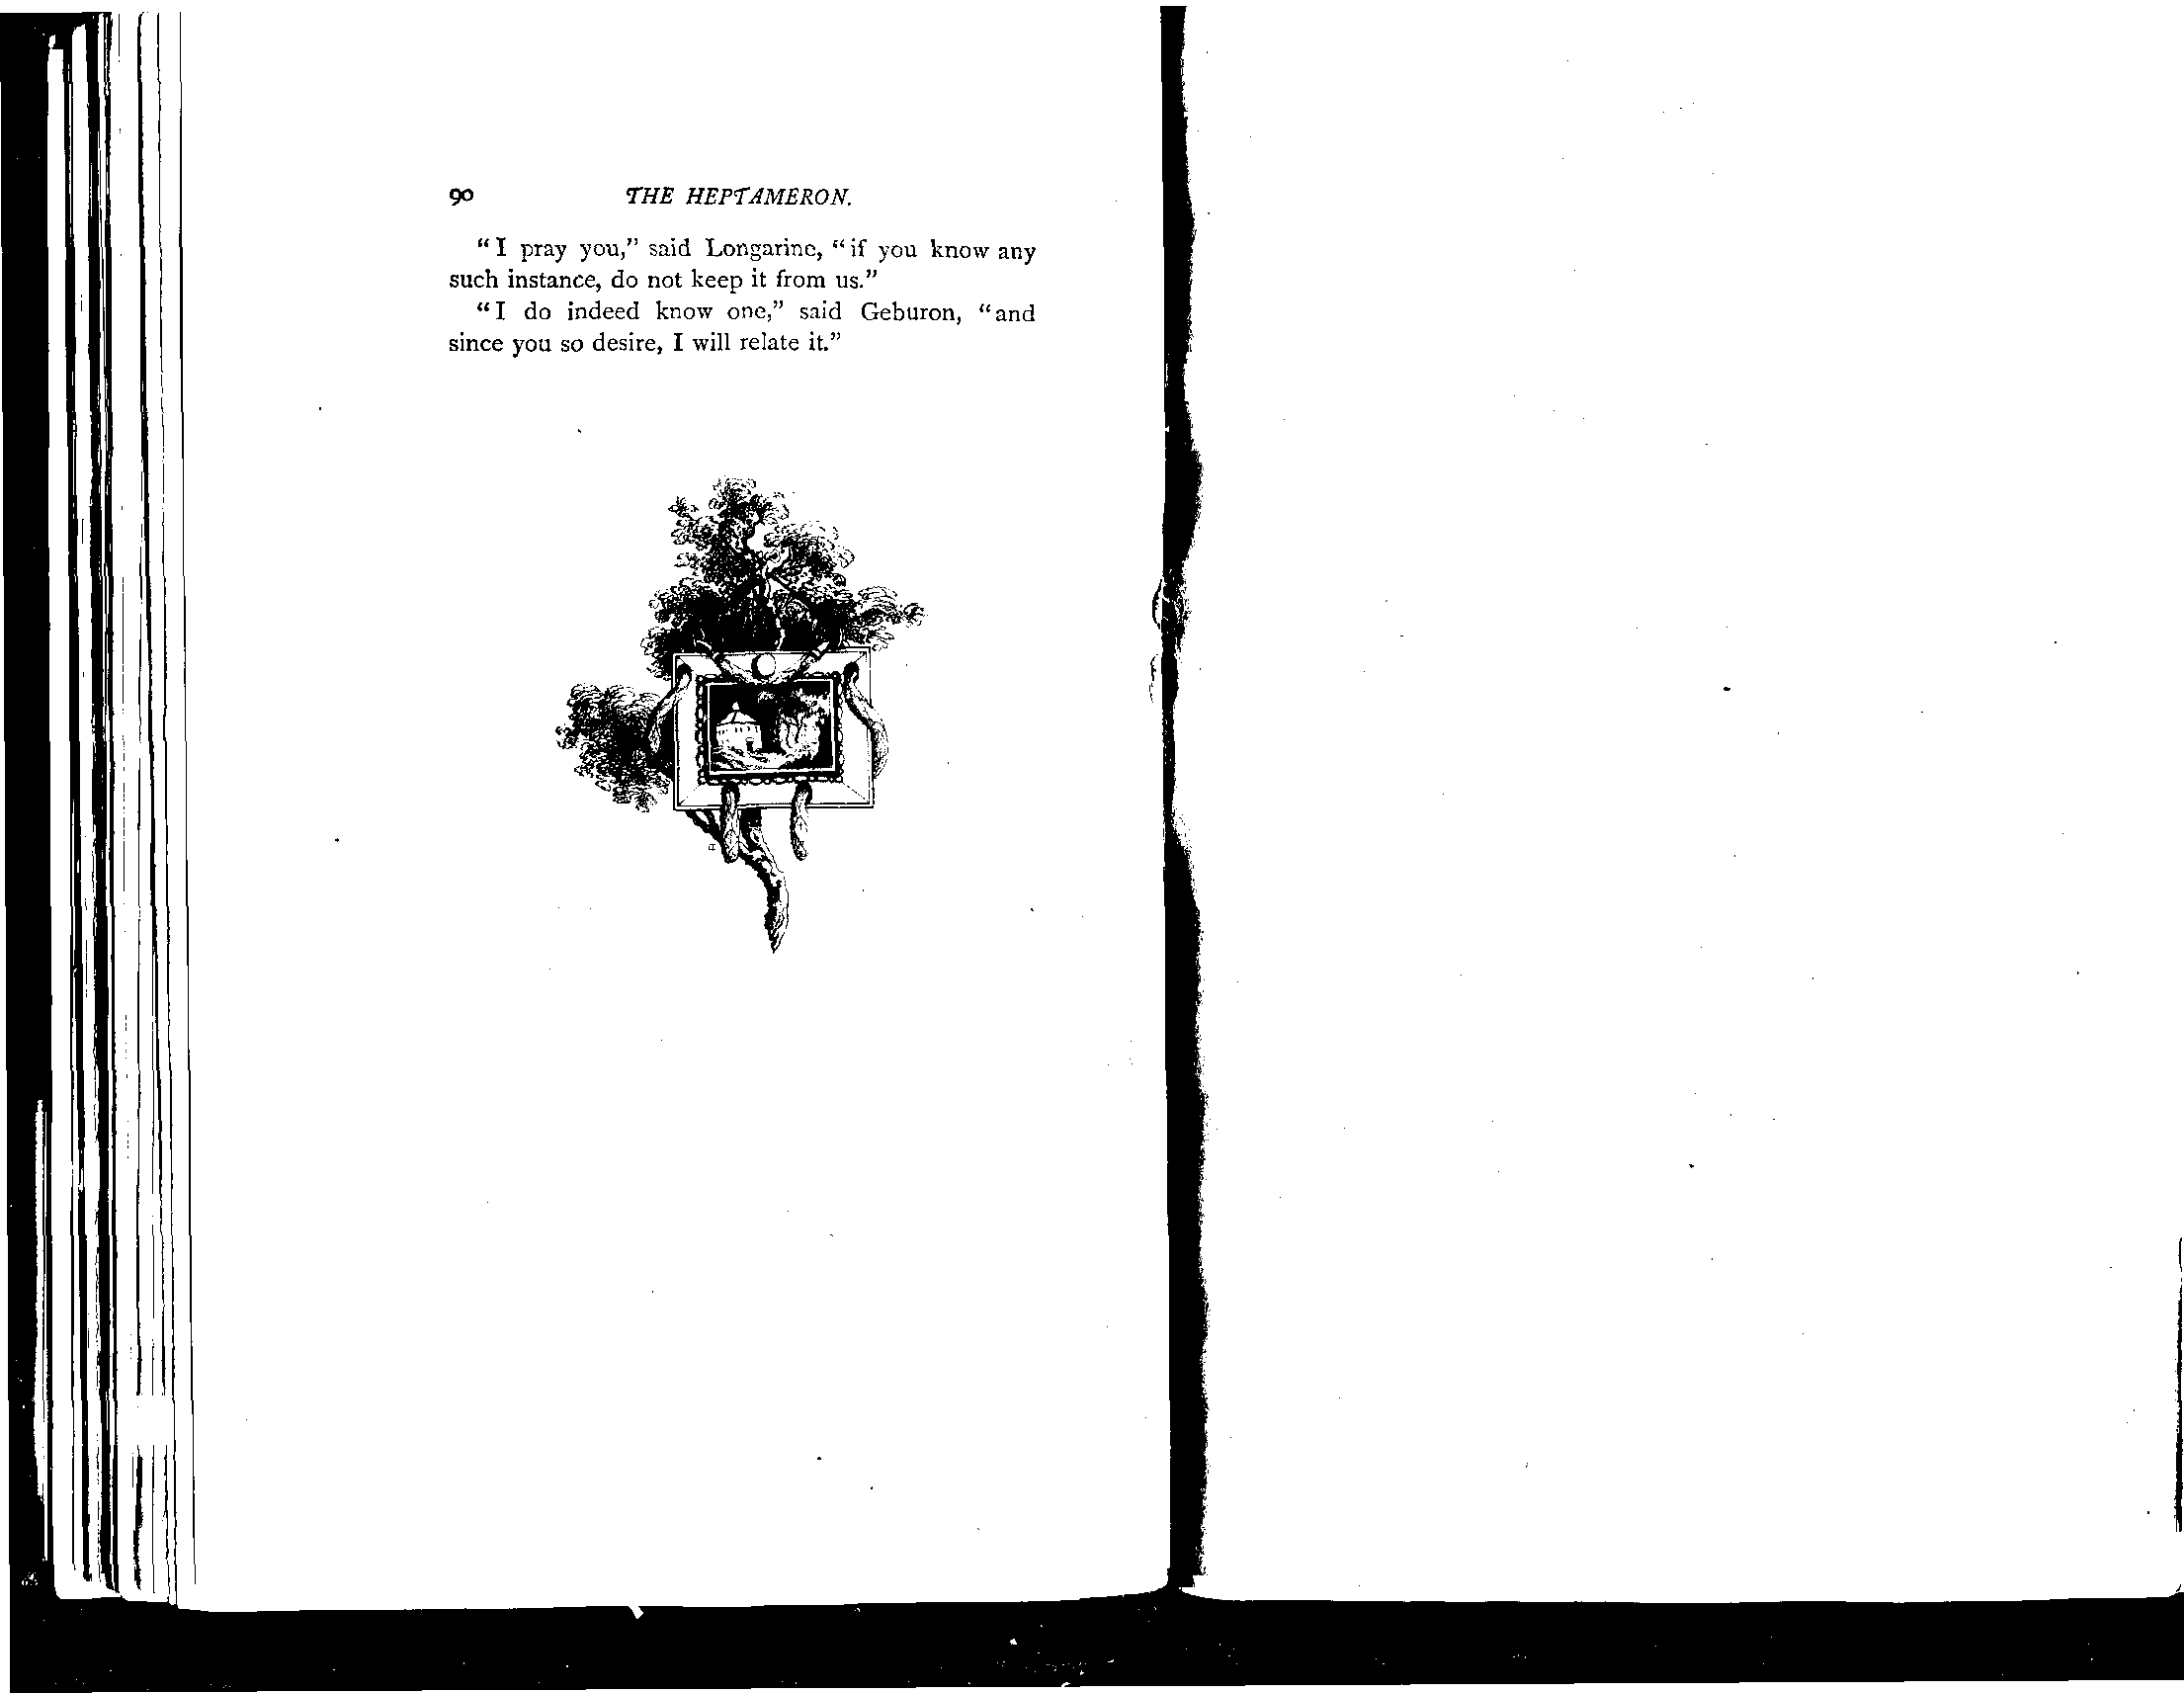 90 THE HEPTAMERON.
“I pray you,” said Longarine, “if you know any
such instance, do not keep it from us.”
“I do indeed know one,” said Geburon, “and
since you so desire, I will relate it.”